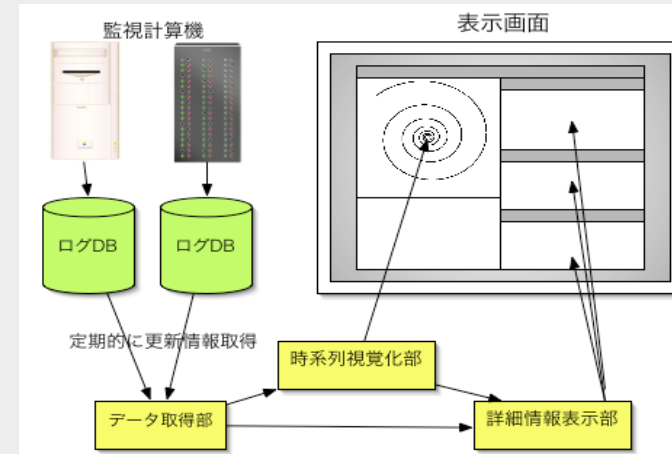 監視計算機
表示画面
ログDB
ログDB
定期的に更新情報取得
時系列視覚化部
データ取得部
詳細情報表示部